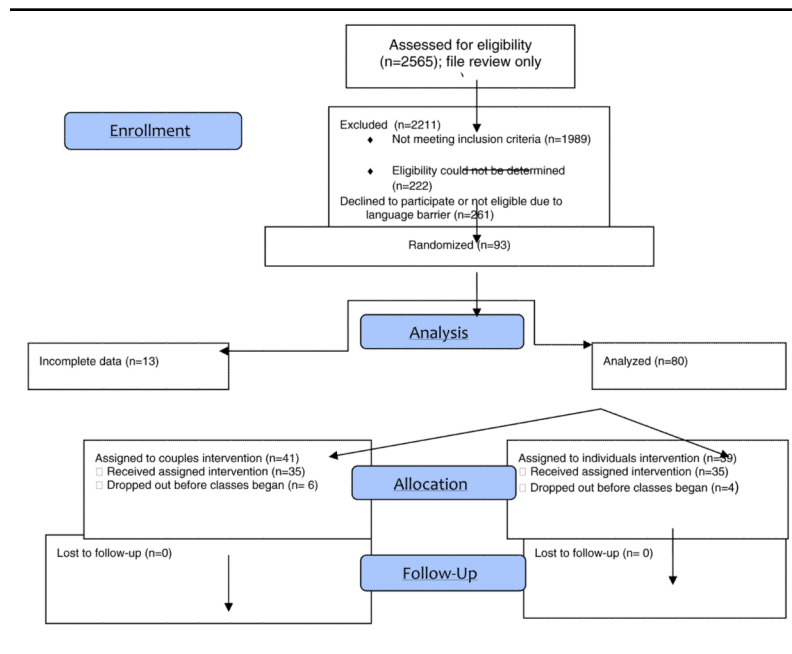 Assessed for eligibility
(n=2565); file review only
Enrollment
Excluded (n=2211)
♦ Not meeting inclusion criteria (n=1989)
♦ Eligibility could not be determined
(n=222)
Declined to participate or not eligible due to
language barrier (n=261)
Randomized (n=93)
Analysis
Incomplete data (n=13)
Analyzed (n=80)
Assigned to couples intervention (n=41)
□ Received assigned intervention (n=35)
□ Dropped out before classes began (n= 6)
Allocation
Assigned to individuals intervention (n=39)
□ Received assigned intervention (n=35)
□ Dropped out before classes began (n=4)
Lost to follow-up (n=0)
Follow-Up
Lost to follow-up (n= 0)